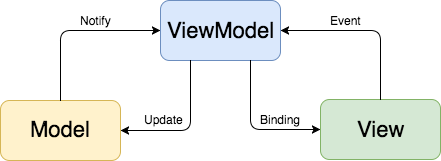 Notify
ViewModel
Event
Model
Update
Binding
View